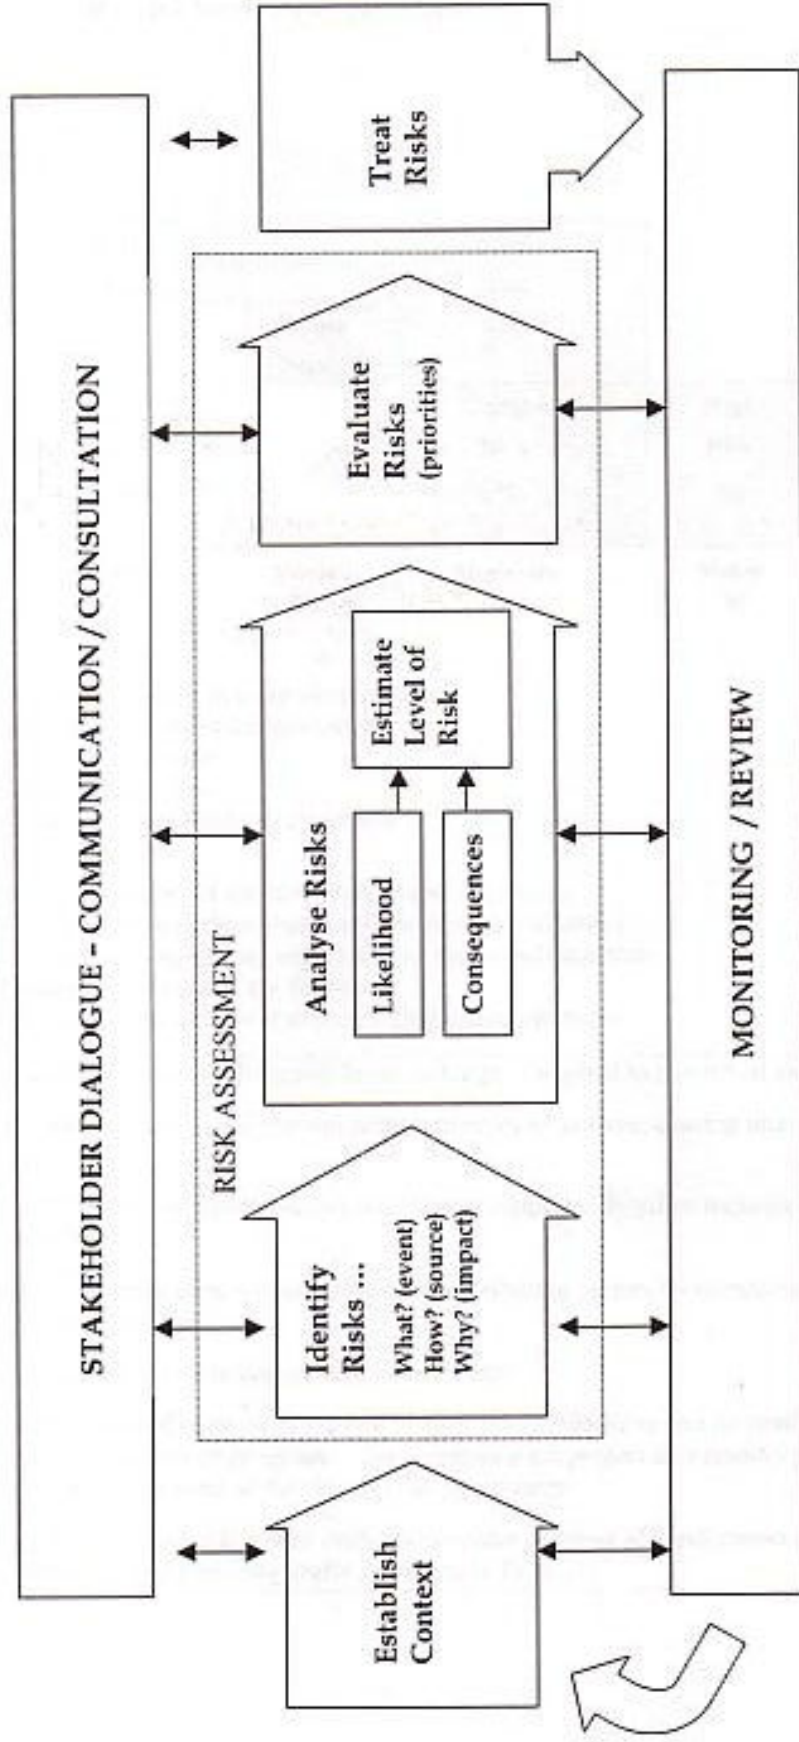 STAKEHOLDER DIALOGUE – COMMUNICATION / CONSULTATION
RISK ASSESSMENT
Establish
Context
Identify
Risks ...
What? (event)
How? (source)
Why? (impact)
Analyse Risks
Likelihood
Consequences
Estimate
Level of
Risk
Evaluate
Risks
(priorities)
Treat
Risks
MONITORING / REVIEW